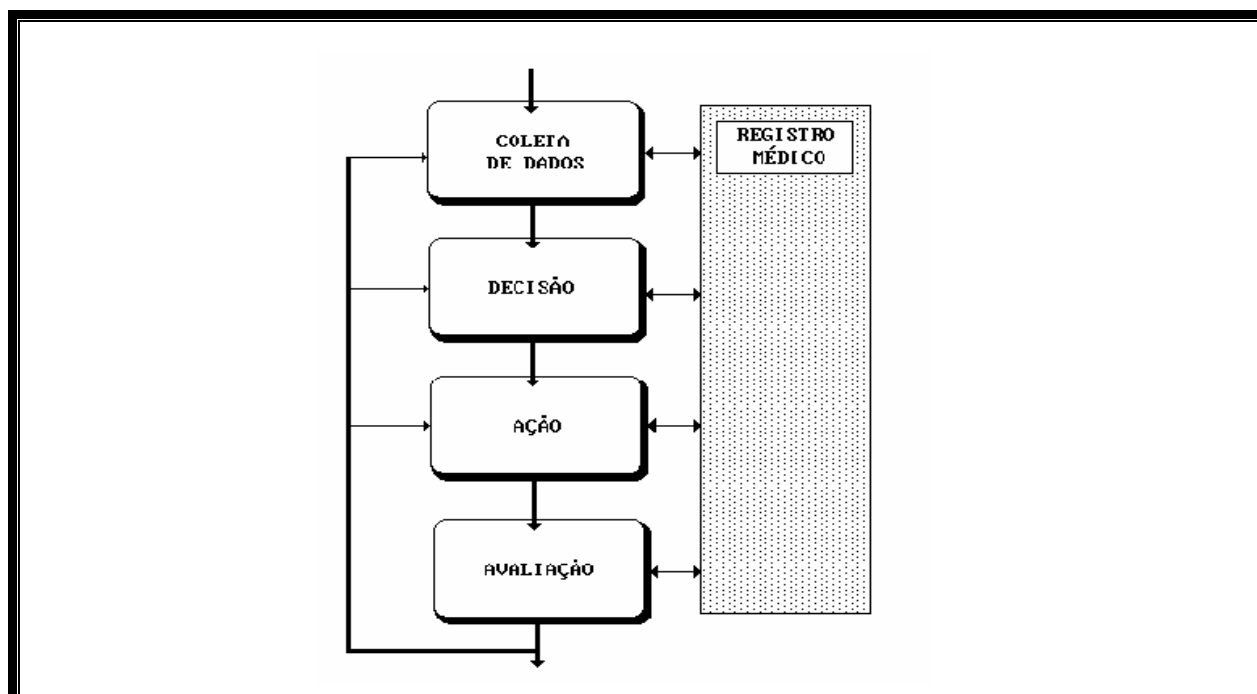 COLETA
DE DADOS
REGISTRO
MÉDICO
DECISÃO
AÇÃO
AVALIAÇÃO